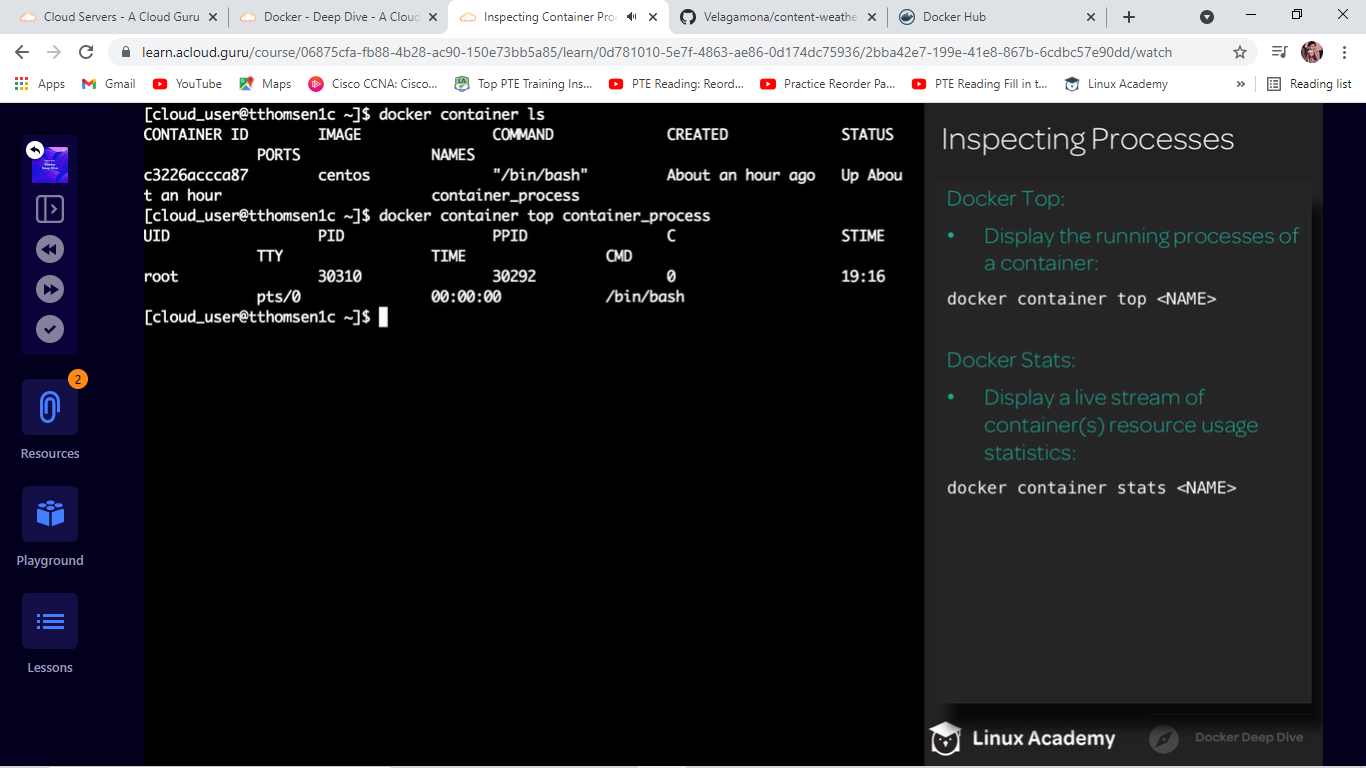 Cloud Servers - A Cloud Guru
Docker - Deep Dive - A Cloud
Inspecting Container Pro
Velagamona/content-weathe
Docker Hub
learn.acloud.guru/course/06875cfa-fb88-4b28-ac90-150e73bb5a85/learn/0d781010-5e7f-4863-ae86-0d174dc75936/2bba42e7-199e-41e8-867b-6cdbc57e90dd/watch
Apps
Gmail
YouTube
Maps
Cisco CCNA: Cisco...
Top PTE Training Ins...
PTE Reading: Reord...
Practice Reorder Pa...
PTE Reading Fill in t...
Linux Academy
»
Reading list
2
Resources
Playground
Lessons
[cloud_user@tthomsen1c ~]$ docker container ls
CONTAINER ID IMAGE COMMAND CREATED STATUS
PORTS NAMES
c3226accca87 centos "/bin/bash" About an hour ago Up Abou
t an hour container_process
[cloud_user@tthomsen1c ~]$ docker container top container_process
UID PID PPID C STIME
TTY TIME CMD
root 30310 30292 0 19:16
pts/0 00:00:00 /bin/bash
[cloud_user@tthomsen1c ~]$
Inspecting Processes
Docker Top:
• Display the running processes of
a container:
docker container top <NAME>
Docker Stats:
• Display a live stream of
container(s) resource usage
statistics:
docker container stats <NAME>
Linux Academy
Docker Deep Dive